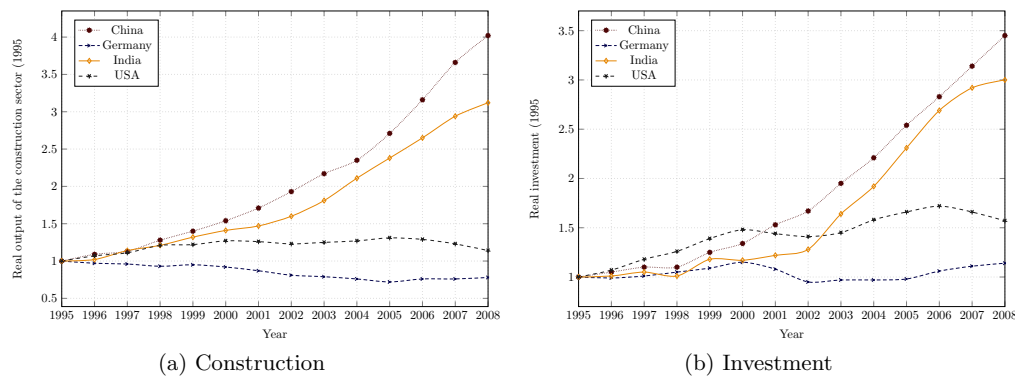 Real output of the construction sector (1995
4
3.5
3
2.5
2
1.5
1
0.5
China
Germany
India
USA
1995 1996 1997 1998 1999 2000 2001 2002 2003 2004 2005 2006 2007 2008
Year
(a) Construction
Real investment (1995
3.5
3
2.5
2
1.5
1
China
Germany
India
USA
1995 1996 1997 1998 1999 2000 2001 2002 2003 2004 2005 2006 2007 2008
Year
(b) Investment